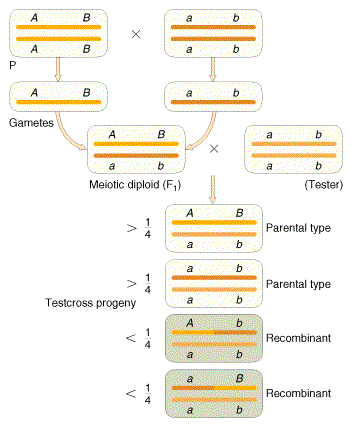 A B a b
×
A B a b
P
A B a b
Gametes
A B a b
×
a b a b
Meiotic diploid (F1) (Tester)
A B
> 1/4 Parental type
a b
a b
> 1/4 Parental type
a b
Testcross progeny
A b
< 1/4 Recombinant
a b
a B
< 1/4 Recombinant
a b